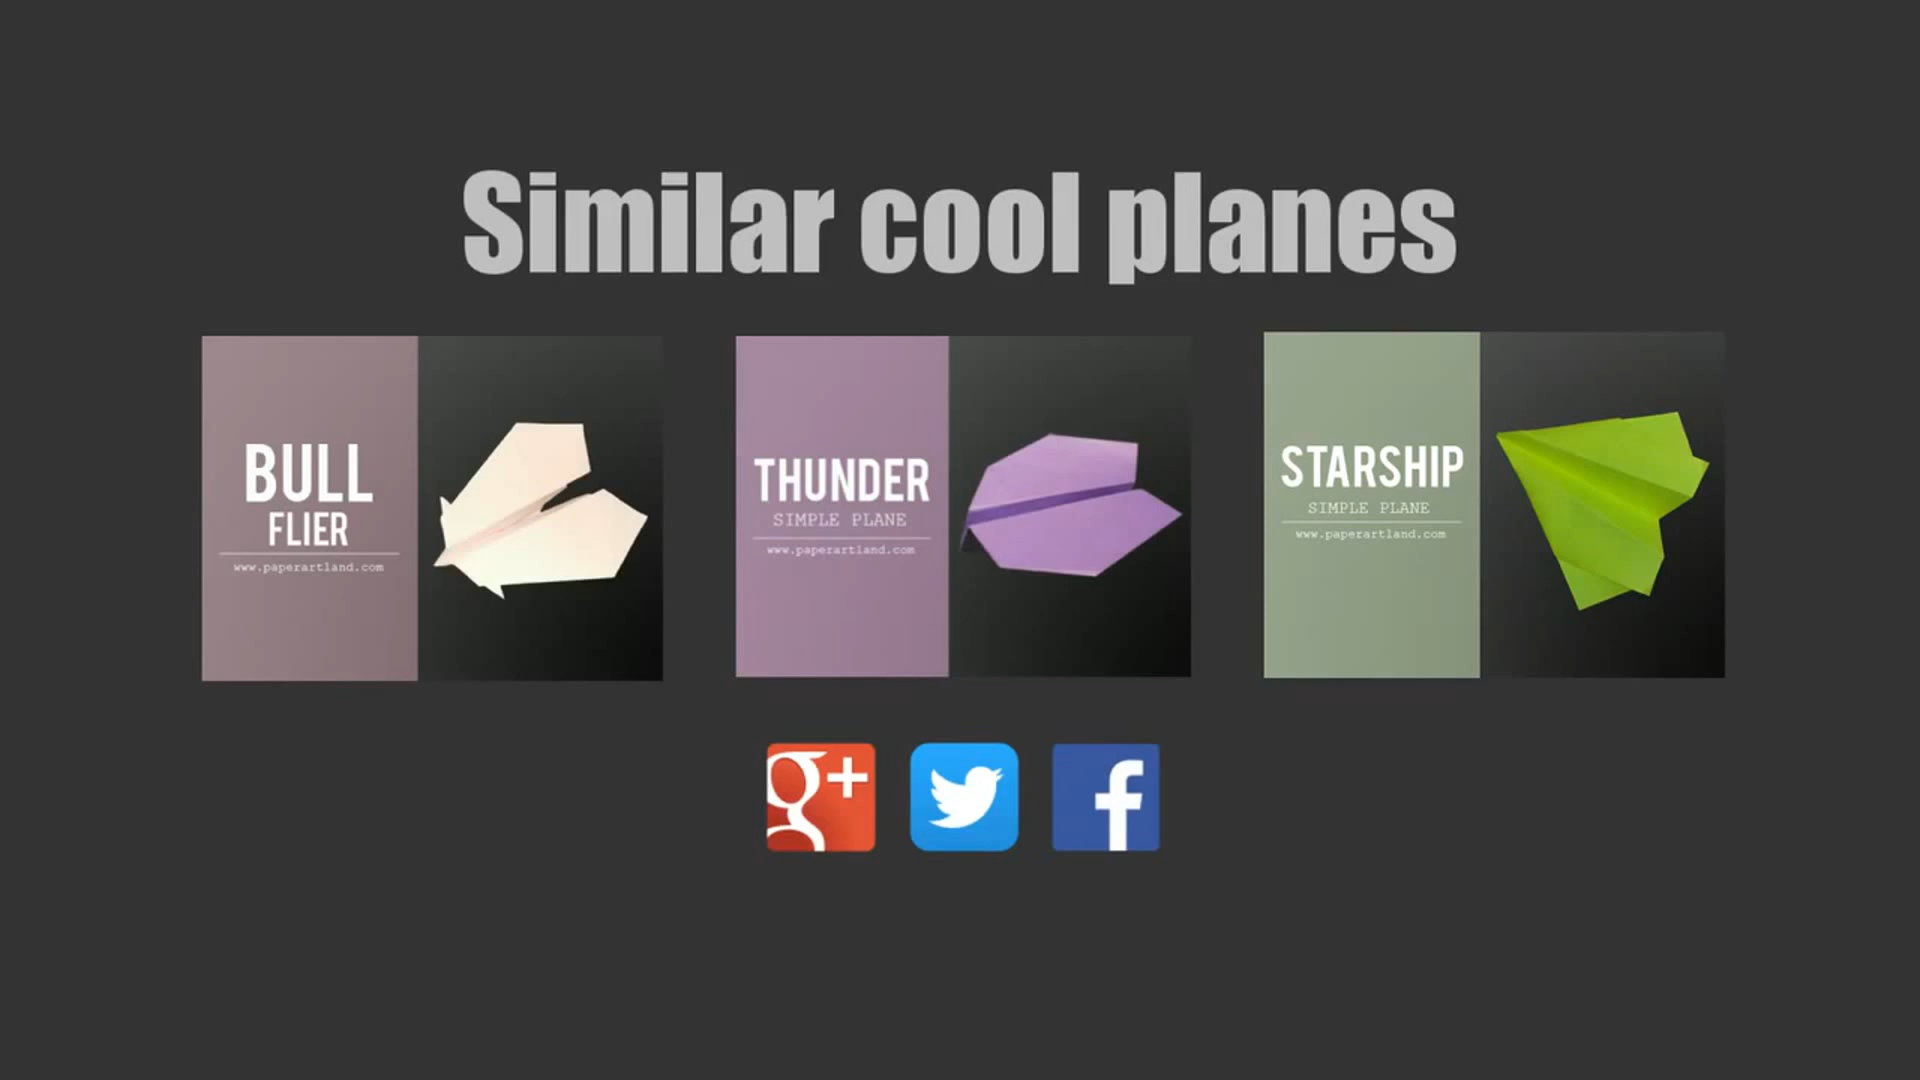 Similar cool planes
BULL
FLIER
www.paperartland.com
THUNDER
SIMPLE PLANE
www.paperartland.com
STARSHIP
SIMPLE PLANE
www.paperartland.com
g+
f